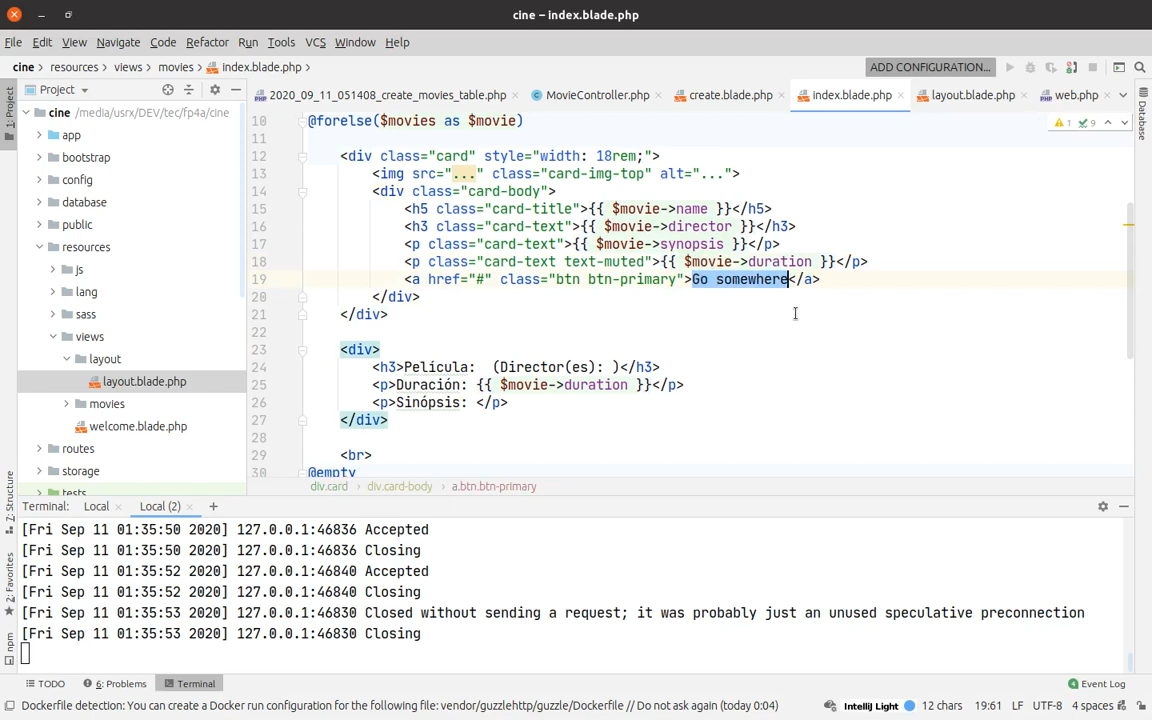 cine – index.blade.php
File Edit View Navigate Code Refactor Run Tools VCS Window Help
cine resources views movies index.blade.php ADD CONFIGURATION...
Project 2020_09_11_051408_create_movies_table.php MovieController.php create.blade.php index.blade.php layout.blade.php web.php
1: Project
Database
cine /media/usrx/DEV/tec/fp4a/cine
app
bootstrap
config
database
public
resources
js
lang
sass
views
layout
layout.blade.php
movies
welcome.blade.php
routes
storage
tests
1 9
10 @forelse($movies as $movie)
11
12 <div class="card" style="width: 18rem;">
13 <img src="..." class="card-img-top" alt="...">
14 <div class="card-body">
15 <h5 class="card-title">{{ $movie->name }}</h5>
16 <h3 class="card-text">{{ $movie->director }}</h3>
17 <p class="card-text">{{ $movie->synopsis }}</p>
18 <p class="card-text text-muted">{{ $movie->duration }}</p>
19 <a href="#" class="btn btn-primary">Go somewhere</a>
20 </div>
21 </div>
22
23 <div>
24 <h3>Película:  (Director(es): )</h3>
25 <p>Duración: {{ $movie->duration }}</p>
26 <p>Sinópsis: </p>
27 </div>
28
29 <br>
30 @empty
div.card div.card-body a.btn.btn-primary
7: Structure
2: Favorites
npm
Terminal: Local Local (2)
[Fri Sep 11 01:35:50 2020] 127.0.0.1:46836 Accepted
[Fri Sep 11 01:35:50 2020] 127.0.0.1:46836 Closing
[Fri Sep 11 01:35:52 2020] 127.0.0.1:46840 Accepted
[Fri Sep 11 01:35:52 2020] 127.0.0.1:46840 Closing
[Fri Sep 11 01:35:53 2020] 127.0.0.1:46830 Closed without sending a request; it was probably just an unused speculative preconnection
[Fri Sep 11 01:35:53 2020] 127.0.0.1:46830 Closing
TODO 6: Problems Terminal 4 Event Log
Dockerfile detection: You can create a Docker run configuration for the following file: vendor/guzzlehttp/guzzle/Dockerfile // Do not ask again (today 0:04) IntelliJ Light 12 chars 19:61 LF UTF-8 4 spaces